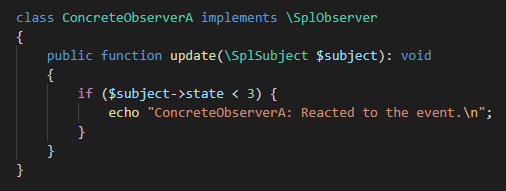 class ConcreteObserverA implements \SplObserver
{
    public function update(\SplSubject $subject): void
    {
        if ($subject->state < 3) {
            echo "ConcreteObserverA: Reacted to the event.\n";
        }
    }
}